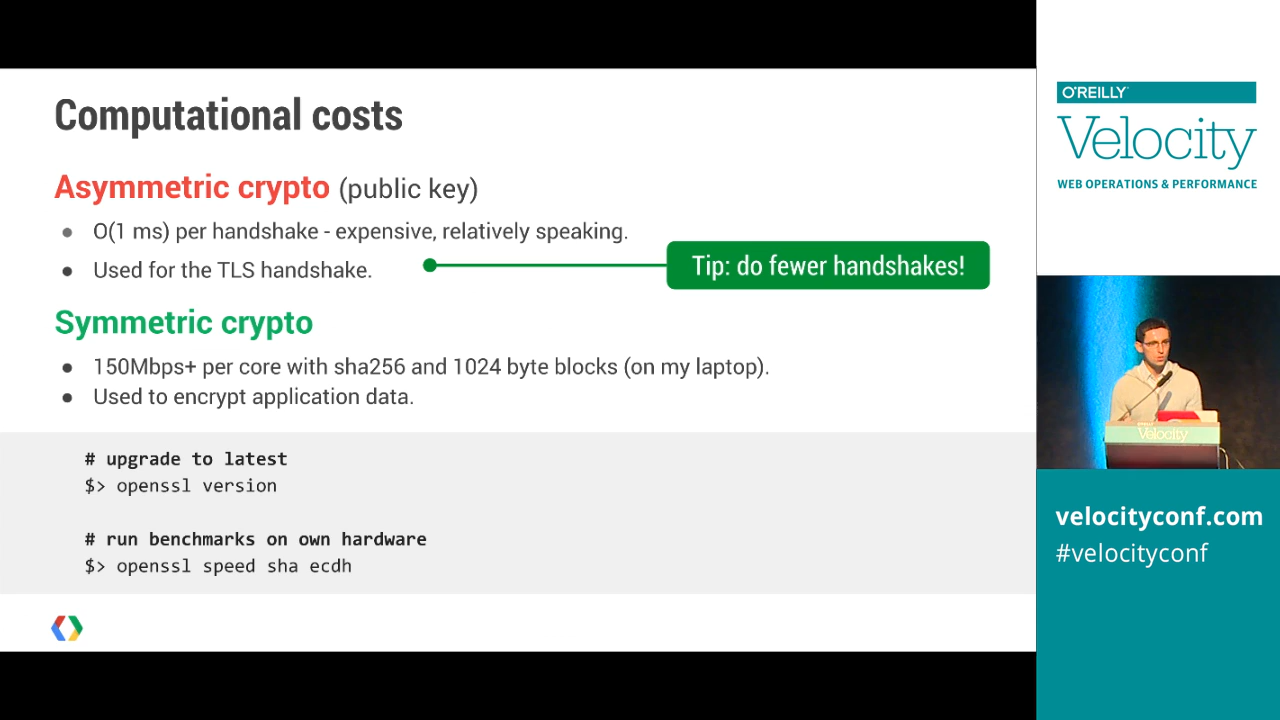 Computational costs
Asymmetric crypto (public key)
O(1 ms) per handshake - expensive, relatively speaking.
Used for the TLS handshake.
Tip: do fewer handshakes!
Symmetric crypto
150Mbps+ per core with sha256 and 1024 byte blocks (on my laptop).
Used to encrypt application data.
# upgrade to latest
$> openssl version
# run benchmarks on own hardware
$> openssl speed sha ecdh
O'REILLY
Velocity
WEB OPERATIONS & PERFORMANCE
Velocity
velocityconf.com
#velocityconf